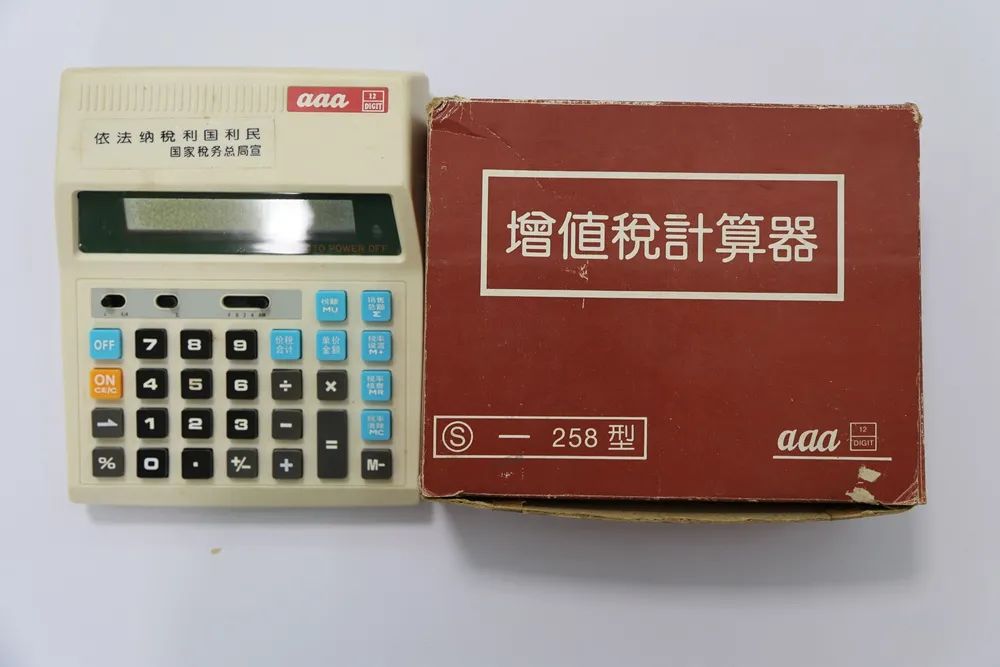 aaa
12
DIGIT
依法纳税利国利民
国家税务总局宣
TO POWER OFF
税额
MU
销售
总额
Σ
OFF
7
8
9
价税
合计
单价
金额
税率
设置
M+
ON
CE/C
4
5
6
÷
×
税率
核查
MR
1
2
3
−
=
税率
清除
MC
%
0
.
+/−
+
M-
增值税計算器
S — 258 型
aaa
12
DIGIT